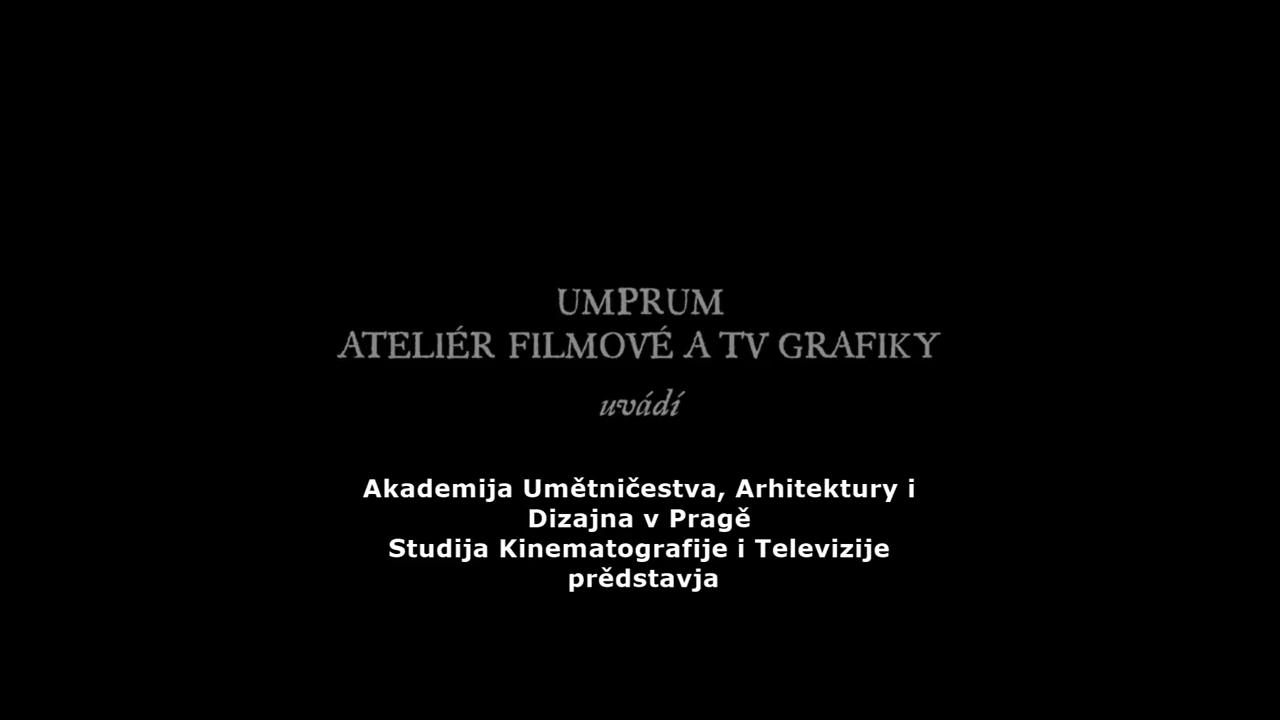 UMPRUM
ATELIÉR FILMOVÉ A TV GRAFIKY
uvádí
Akademija Umětničestva, Arhitektury i
Dizajna v Pragě
Studija Kinematografije i Televizije
prědstavja